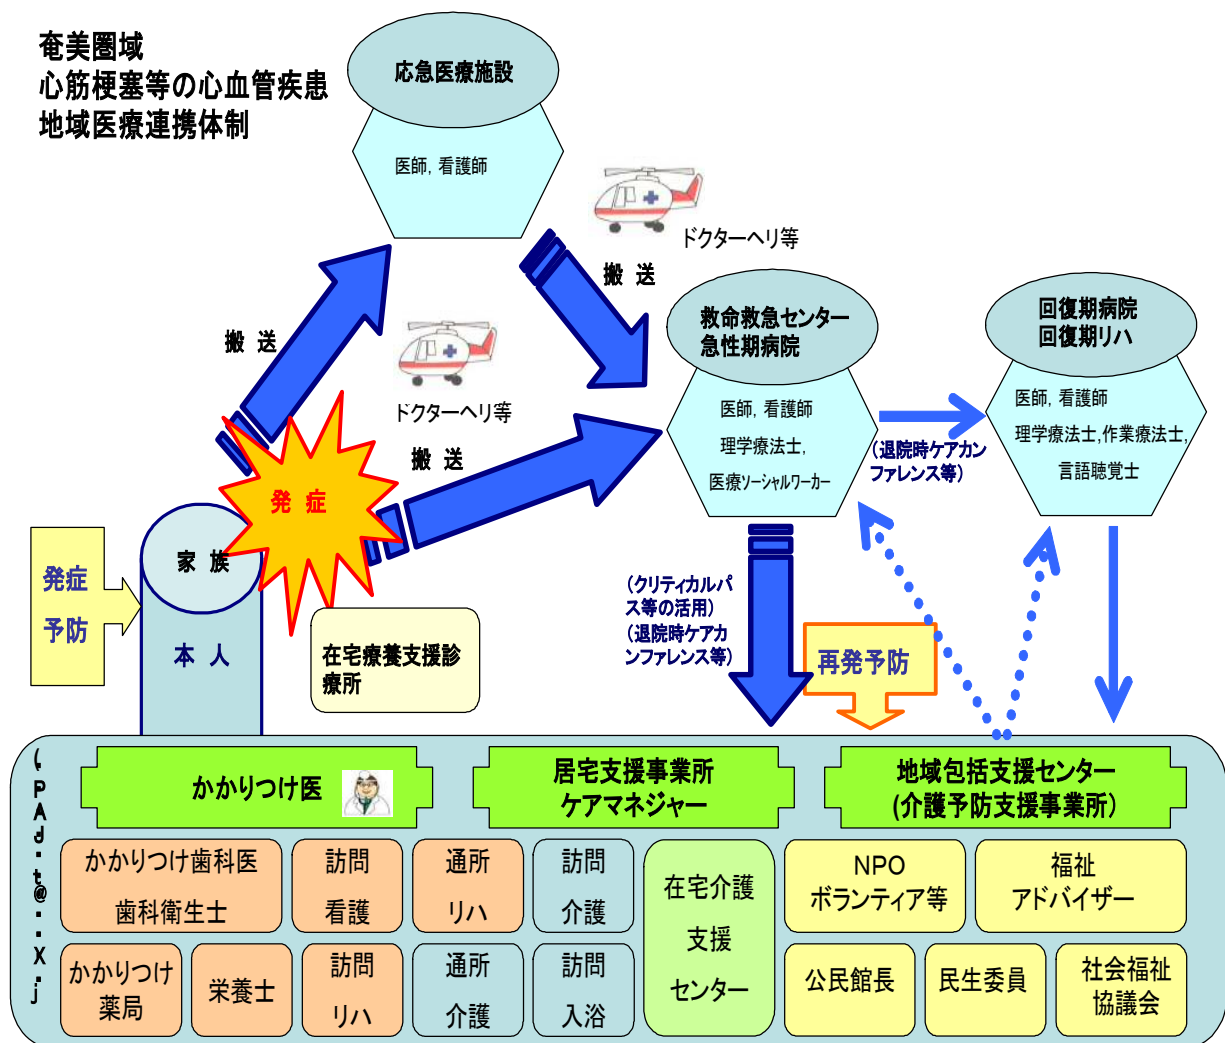 奄美圏域
心筋梗塞等の心血管疾患
地域医療連携体制
応急医療施設
医師, 看護師
ドクターヘリ等
搬 送
搬 送
ドクターヘリ等
搬 送
救命救急センター
急性期病院
医師, 看護師
理学療法士,
医療ソーシャルワーカー
(退院時ケアカン
ファレンス等)
回復期病院
回復期リハ
医師, 看護師
理学療法士,作業療法士,
言語聴覚士
発 症
家 族
本 人
発症
予防
在宅療養支援診
療所
(クリティカルパ
ス等の活用)
(退院時ケアカ
ンファレンス等)
再発予防
かかりつけ医
居宅支援事業所
ケアマネジャー
地域包括支援センター
(介護予防支援事業所)
かかりつけ歯科医
歯科衛生士
訪問
看護
通所
リハ
訪問
介護
在宅介護
支援
センター
NPO
ボランティア等
福祉
アドバイザー
かかりつけ
薬局
栄養士
訪問
リハ
通所
介護
訪問
入浴
公民館長
民生委員
社会福祉
協議会